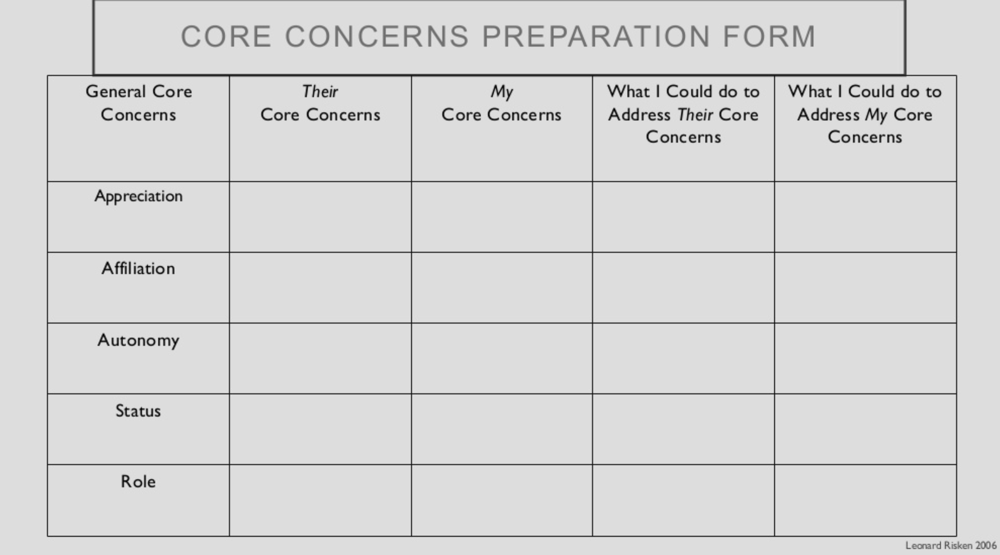 CORE CONCERNS PREPARATION FORM
General Core
Concerns
Their
Core Concerns
My
Core Concerns
What I Could do to
Address Their Core
Concerns
What I Could do to
Address My Core
Concerns
Appreciation
Affiliation
Autonomy
Status
Role
Leonard Risken 2006